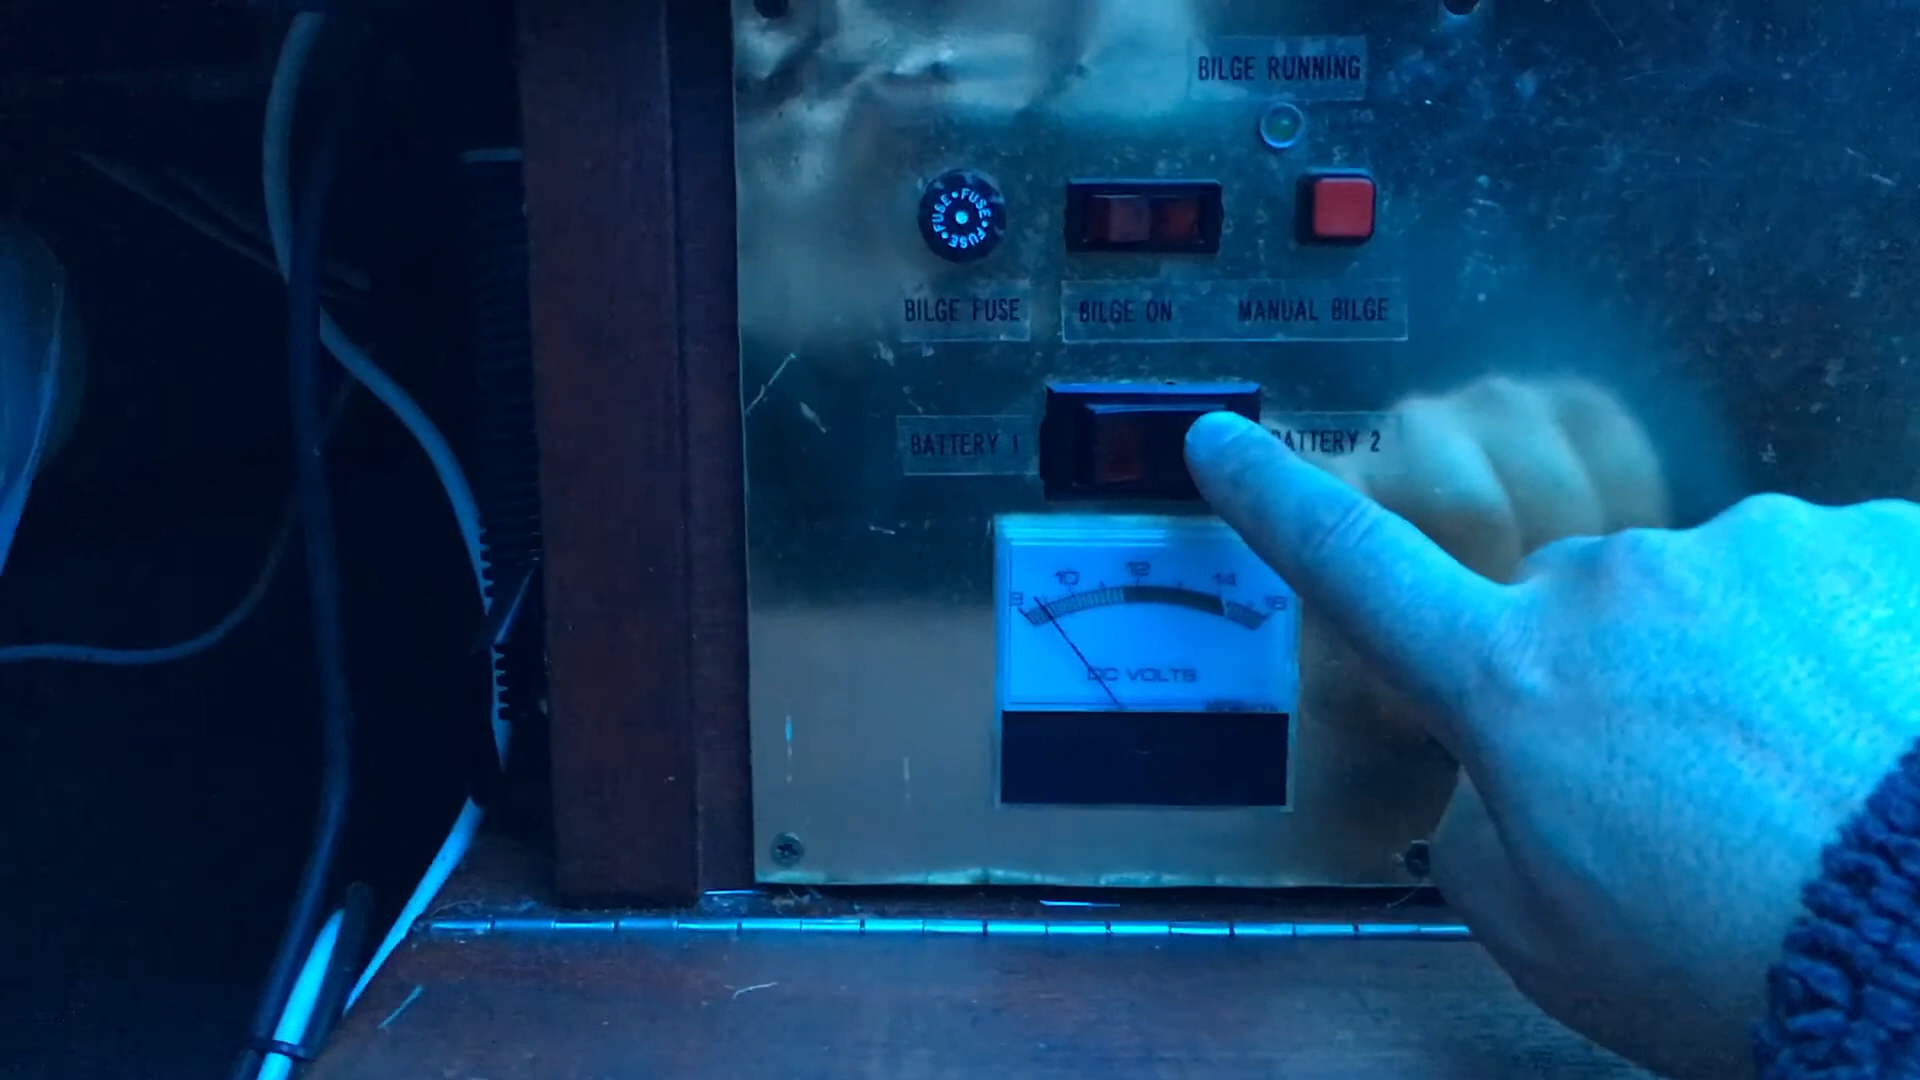 BILGE RUNNING
FUSE • FUSE • FUSE • FUSE •
BILGE FUSE
BILGE ON
MANUAL BILGE
BATTERY 1
BATTERY 2
8 10 12 14 16
DC VOLTS